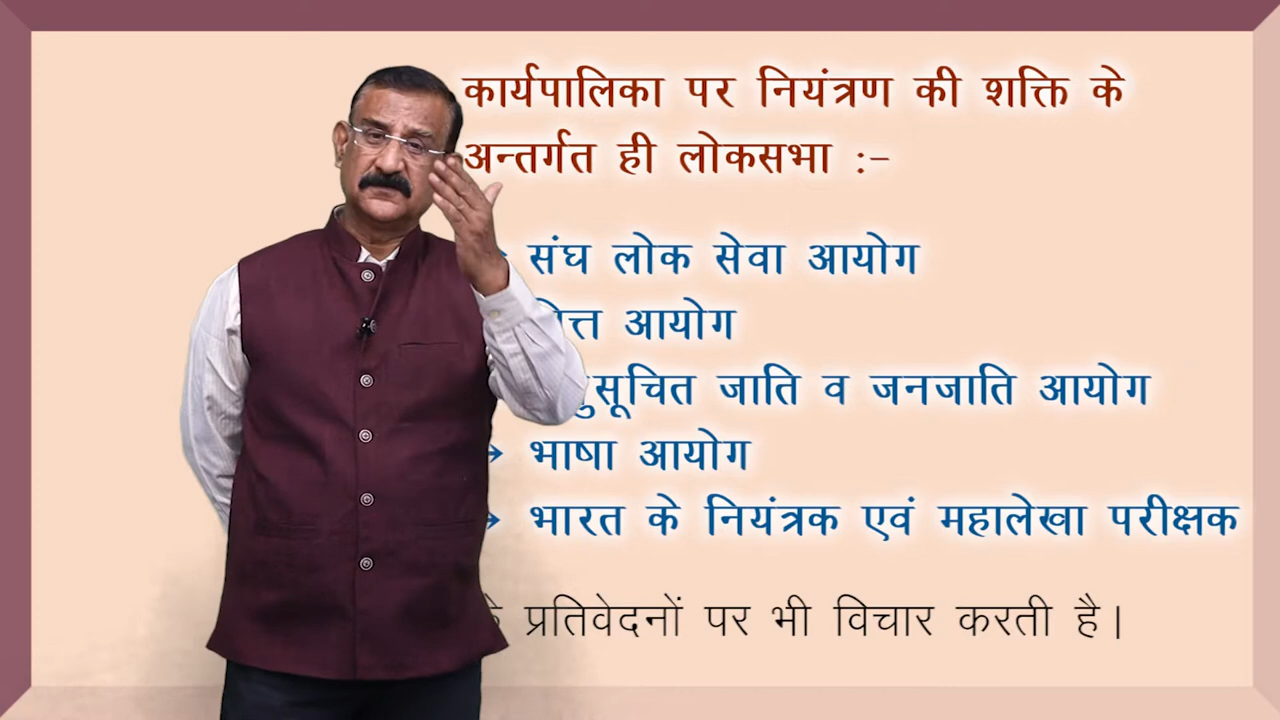 कार्यपालिका पर नियंत्रण की शक्ति के
अन्तर्गत ही लोकसभा :-
संघ लोक सेवा आयोग
आयोग
जाति व जनजाति आयोग
→ भाषा आयोग
→ भारत के नियंत्रक एवं महालेखा परीक्षक
प्रतिवेदनों पर भी विचार करती है।